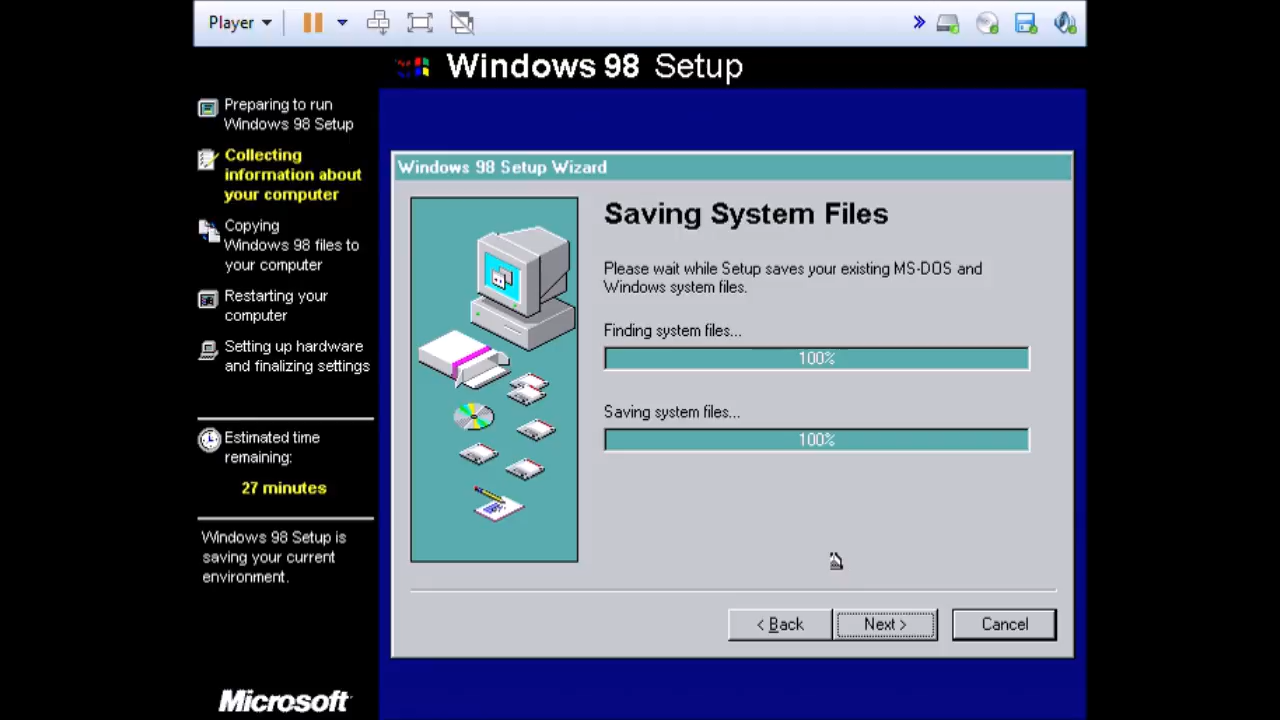 Player
Windows 98 Setup
Preparing to run
Windows 98 Setup
Collecting
information about
your computer
Copying
Windows 98 files to
your computer
Restarting your
computer
Setting up hardware
and finalizing settings
Estimated time
remaining:
27 minutes
Windows 98 Setup is
saving your current
environment.
Microsoft
Windows 98 Setup Wizard
Saving System Files
Please wait while Setup saves your existing MS-DOS and
Windows system files.
Finding system files...
100%
Saving system files...
100%
< Back
Next >
Cancel